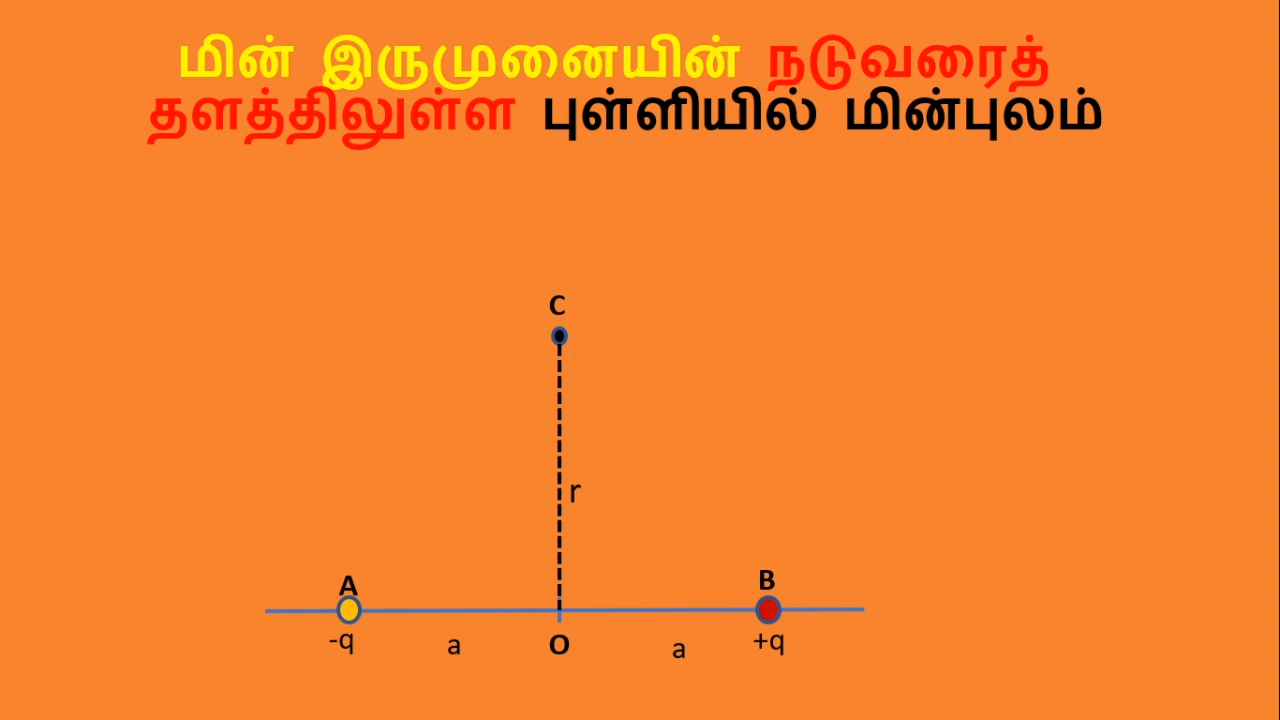 மின் இருமுனையின் நடுவரைத்
தளத்திலுள்ள புள்ளியில் மின்புலம்
C
r
A B
-q a O a +q